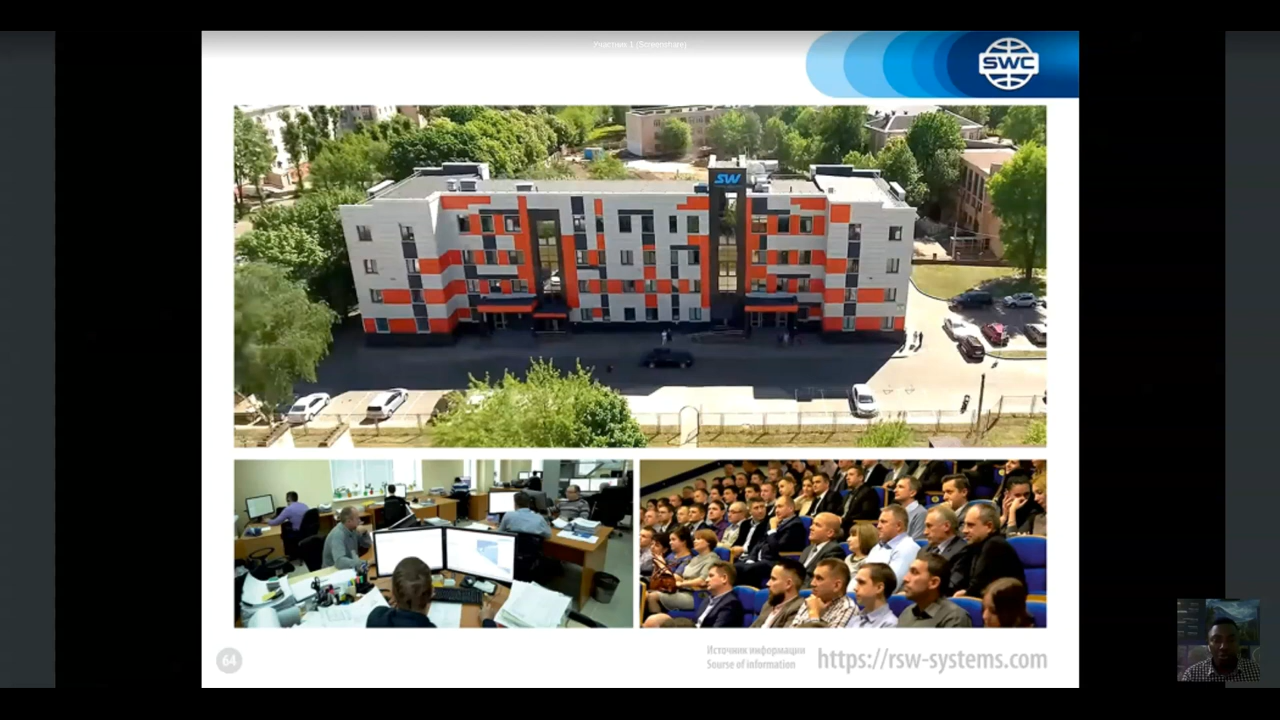 Участник 1 (Screenshare)
SWC
SW
64
Источник информации
Sourse of information
https://rsw-systems.com